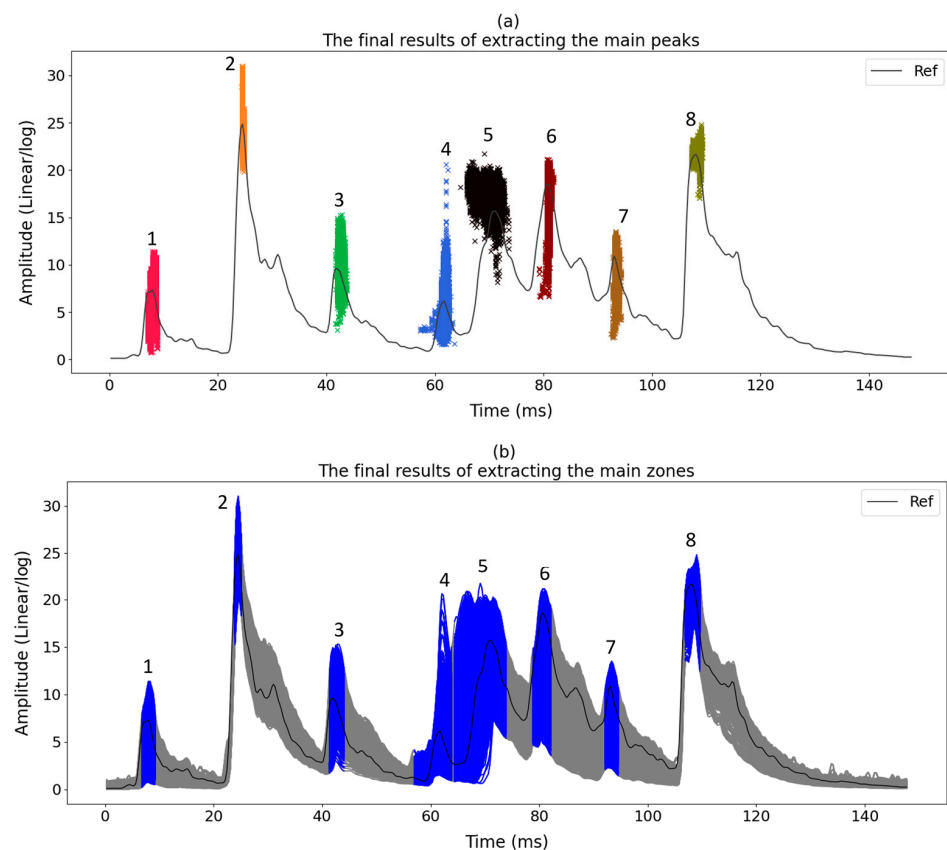 (a)
The final results of extracting the main peaks
30
25
20
15
10
5
0
Amplitude (Linear/log)
1
2
3
4
5
6
7
8
Ref
0 20 40 60 80 100 120 140
Time (ms)
(b)
The final results of extracting the main zones
30
25
20
15
10
5
0
Amplitude (Linear/log)
1
2
3
4
5
6
7
8
Ref
0 20 40 60 80 100 120 140
Time (ms)